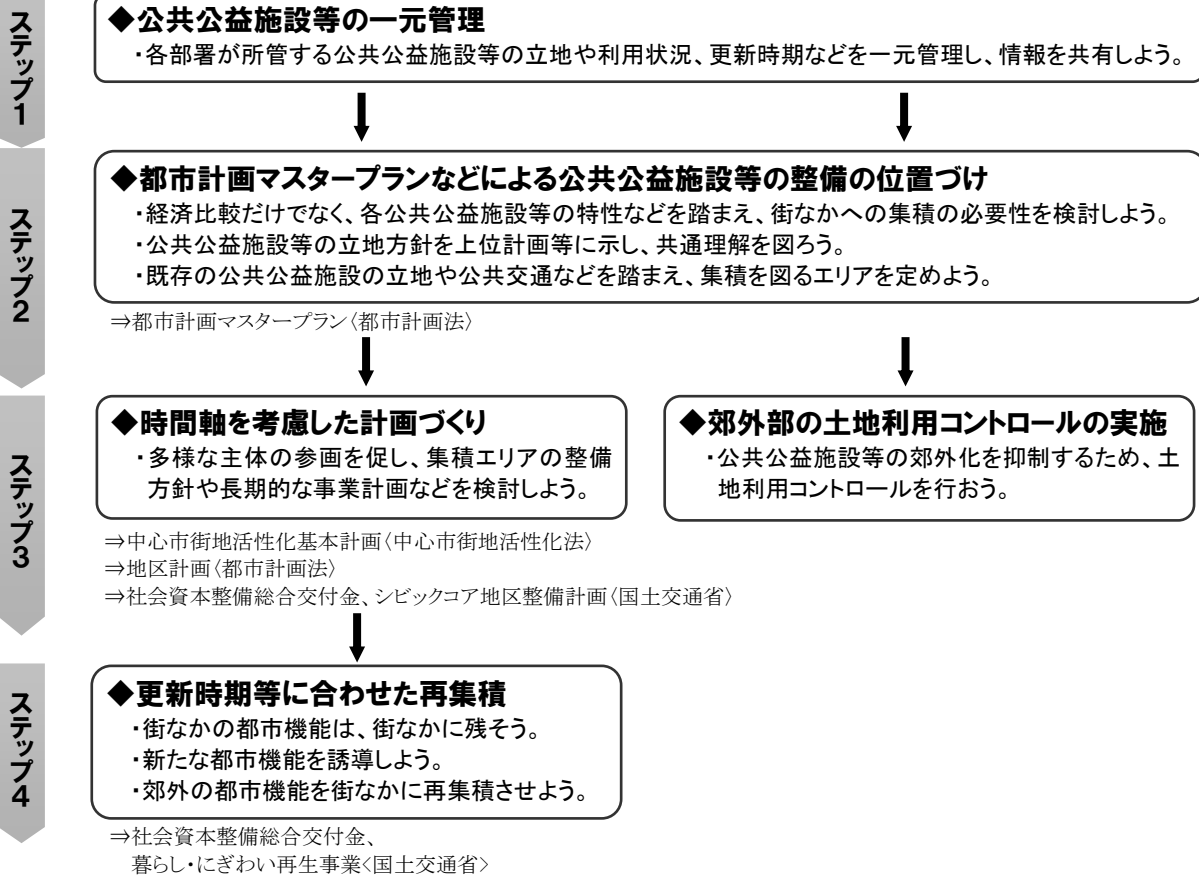 ステップ1
◆公共公益施設等の一元管理
・各部署が所管する公共公益施設等の立地や利用状況、更新時期などを一元管理し、情報を共有しよう。
ステップ2
◆都市計画マスタープランなどによる公共公益施設等の整備の位置づけ
・経済比較だけでなく、各公共公益施設等の特性などを踏まえ、街なかへの集積の必要性を検討しよう。
・公共公益施設等の立地方針を上位計画等に示し、共通理解を図ろう。
・既存の公共公益施設の立地や公共交通などを踏まえ、集積を図るエリアを定めよう。
⇒都市計画マスタープラン〈都市計画法〉
ステップ3
◆時間軸を考慮した計画づくり
・多様な主体の参画を促し、集積エリアの整備
方針や長期的な事業計画などを検討しよう。
◆郊外部の土地利用コントロールの実施
・公共公益施設等の郊外化を抑制するため、土
地利用コントロールを行おう。
⇒中心市街地活性化基本計画〈中心市街地活性化法〉
⇒地区計画〈都市計画法〉
⇒社会資本整備総合交付金、シビックコア地区整備計画〈国土交通省〉
ステップ4
◆更新時期等に合わせた再集積
・街なかの都市機能は、街なかに残そう。
・新たな都市機能を誘導しよう。
・郊外の都市機能を街なかに再集積させよう。
⇒社会資本整備総合交付金、
暮らし・にぎわい再生事業<国土交通省>